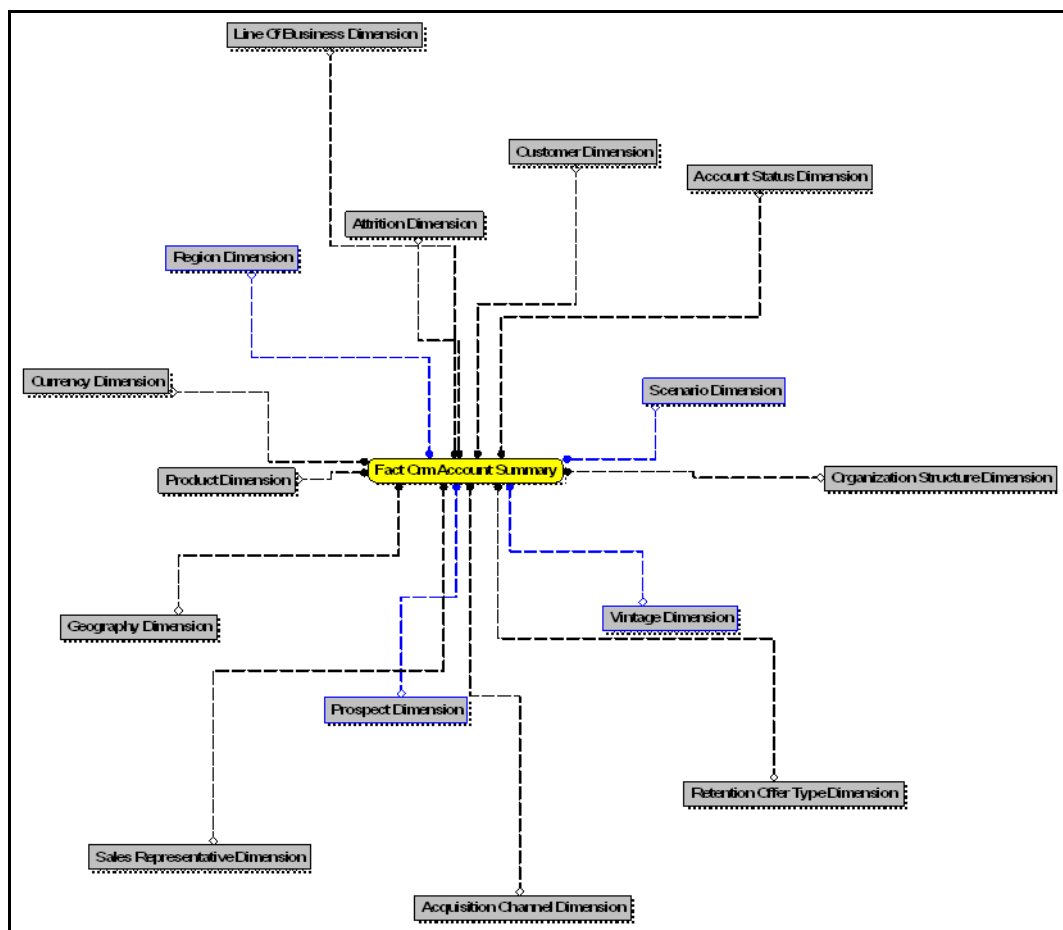 Line Of Business Dimension
Customer Dimension
Account Status Dimension
Attrition Dimension
Region Dimension
Currency Dimension
Scenario Dimension
Fact Crm Account Summary
Product Dimension
Organization Structure Dimension
Geography Dimension
Vintage Dimension
Prospect Dimension
Retention Offer Type Dimension
Sales Representative Dimension
Acquisition Channel Dimension